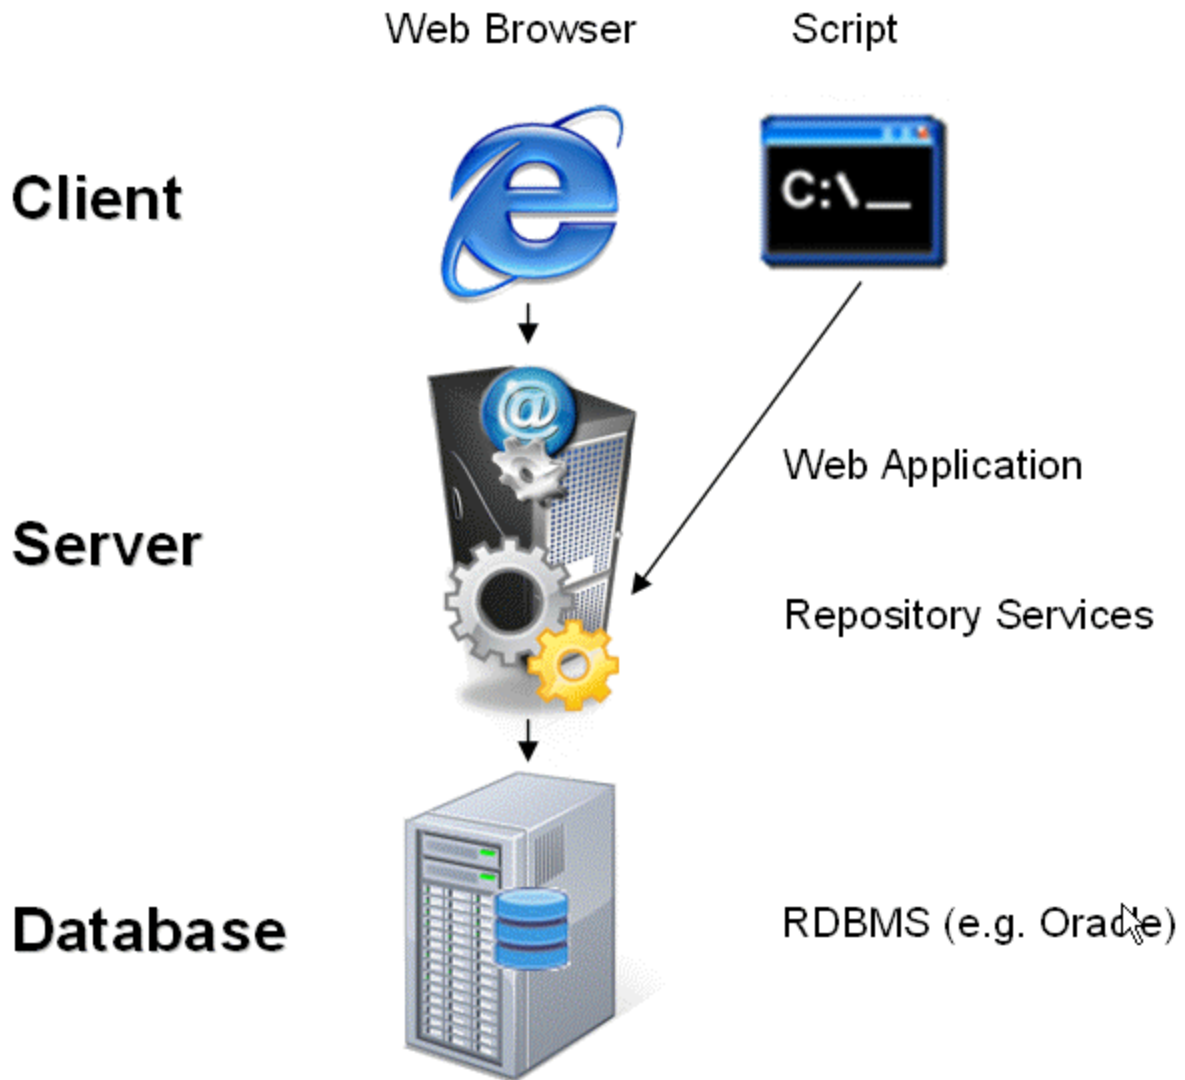 Web Browser Script
Client
C:\_
@
Web Application
Server
Repository Services
Database
RDBMS (e.g. Oracle)